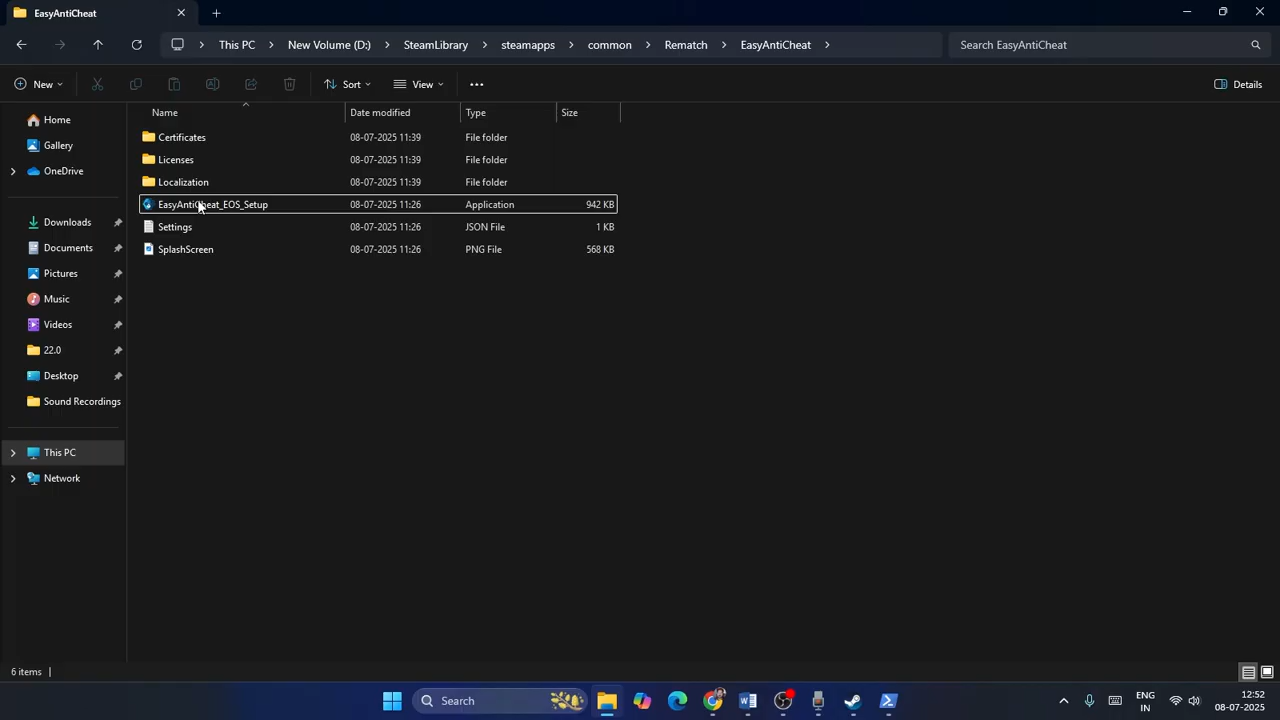 EasyAntiCheat
This PC > New Volume (D:) > SteamLibrary > steamapps > common > Rematch > EasyAntiCheat >
Search EasyAntiCheat
New
Sort
View
Details
Name Date modified Type Size
Home
Gallery
OneDrive
Downloads
Documents
Pictures
Music
Videos
22.0
Desktop
Sound Recordings
This PC
Network
Certificates 08-07-2025 11:39 File folder
Licenses 08-07-2025 11:39 File folder
Localization 08-07-2025 11:39 File folder
EasyAntiCheat_EOS_Setup 08-07-2025 11:26 Application 942 KB
Settings 08-07-2025 11:26 JSON File 1 KB
SplashScreen 08-07-2025 11:26 PNG File 568 KB
6 items
Search
ENG
IN
12:52
08-07-2025